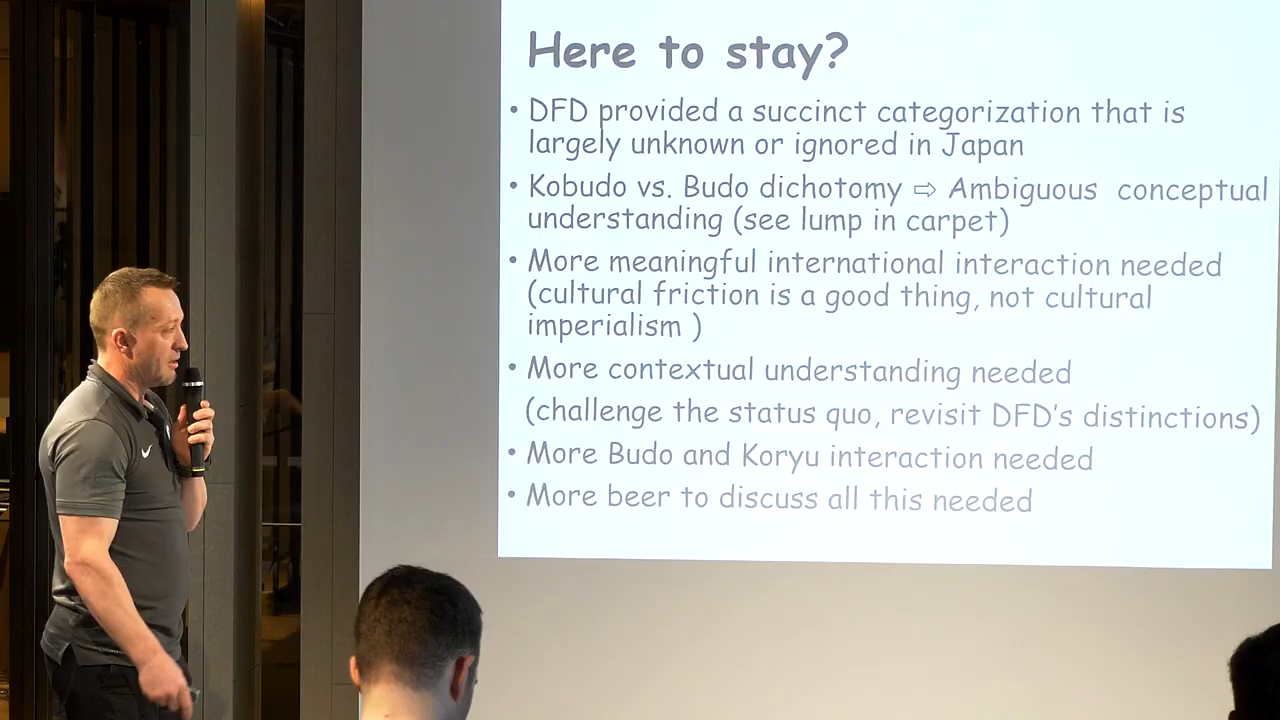 Here to stay?
• DFD provided a succinct categorization that is
largely unknown or ignored in Japan
• Kobudo vs. Budo dichotomy ⇨ Ambiguous conceptual
understanding (see lump in carpet)
• More meaningful international interaction needed
(cultural friction is a good thing, not cultural
imperialism )
• More contextual understanding needed
(challenge the status quo, revisit DFD's distinctions)
• More Budo and Koryu interaction needed
• More beer to discuss all this needed